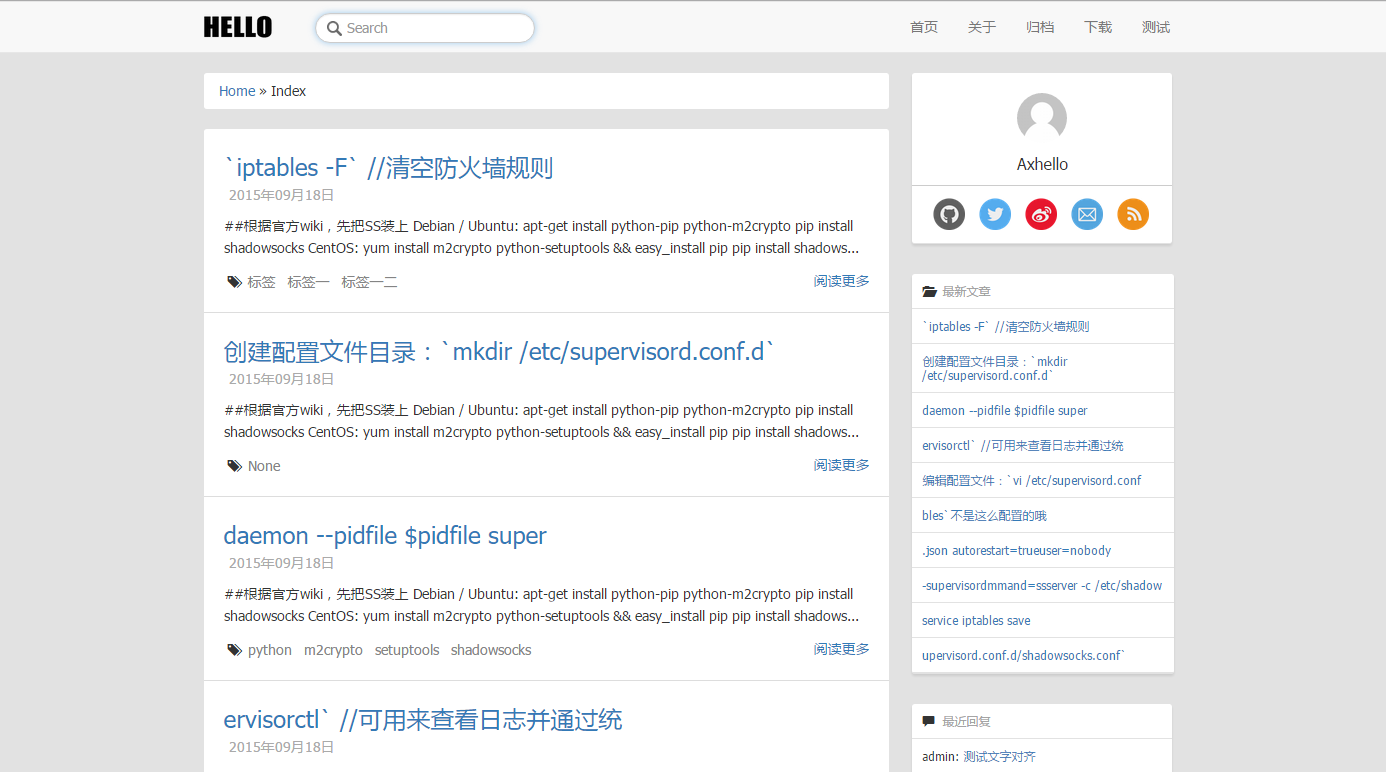 HELLO
Search
首页 关于 归档 下载 测试
Home » Index
`iptables -F` //清空防火墙规则
2015年09月18日
##根据官方wiki，先把SS装上 Debian / Ubuntu: apt-get install python-pip python-m2crypto pip install
shadowsocks CentOS: yum install m2crypto python-setuptools && easy_install pip pip install shadows...
标签 标签一 标签一二
阅读更多
创建配置文件目录：`mkdir /etc/supervisord.conf.d`
2015年09月18日
##根据官方wiki，先把SS装上 Debian / Ubuntu: apt-get install python-pip python-m2crypto pip install
shadowsocks CentOS: yum install m2crypto python-setuptools && easy_install pip pip install shadows...
None
阅读更多
daemon --pidfile $pidfile super
2015年09月18日
##根据官方wiki，先把SS装上 Debian / Ubuntu: apt-get install python-pip python-m2crypto pip install
shadowsocks CentOS: yum install m2crypto python-setuptools && easy_install pip pip install shadows...
python m2crypto setuptools shadowsocks
阅读更多
ervisorctl` //可用来查看日志并通过统
2015年09月18日
Axhello
最新文章
`iptables -F` //清空防火墙规则
创建配置文件目录：`mkdir
/etc/supervisord.conf.d`
daemon --pidfile $pidfile super
ervisorctl` //可用来查看日志并通过统
编辑配置文件：`vi /etc/supervisord.conf
bles`不是这么配置的哦
.json autorestart=trueuser=nobody
-supervisordmmand=ssserver -c /etc/shadow
service iptables save
upervisord.conf.d/shadowsocks.conf`
最近回复
admin: 测试文字对齐